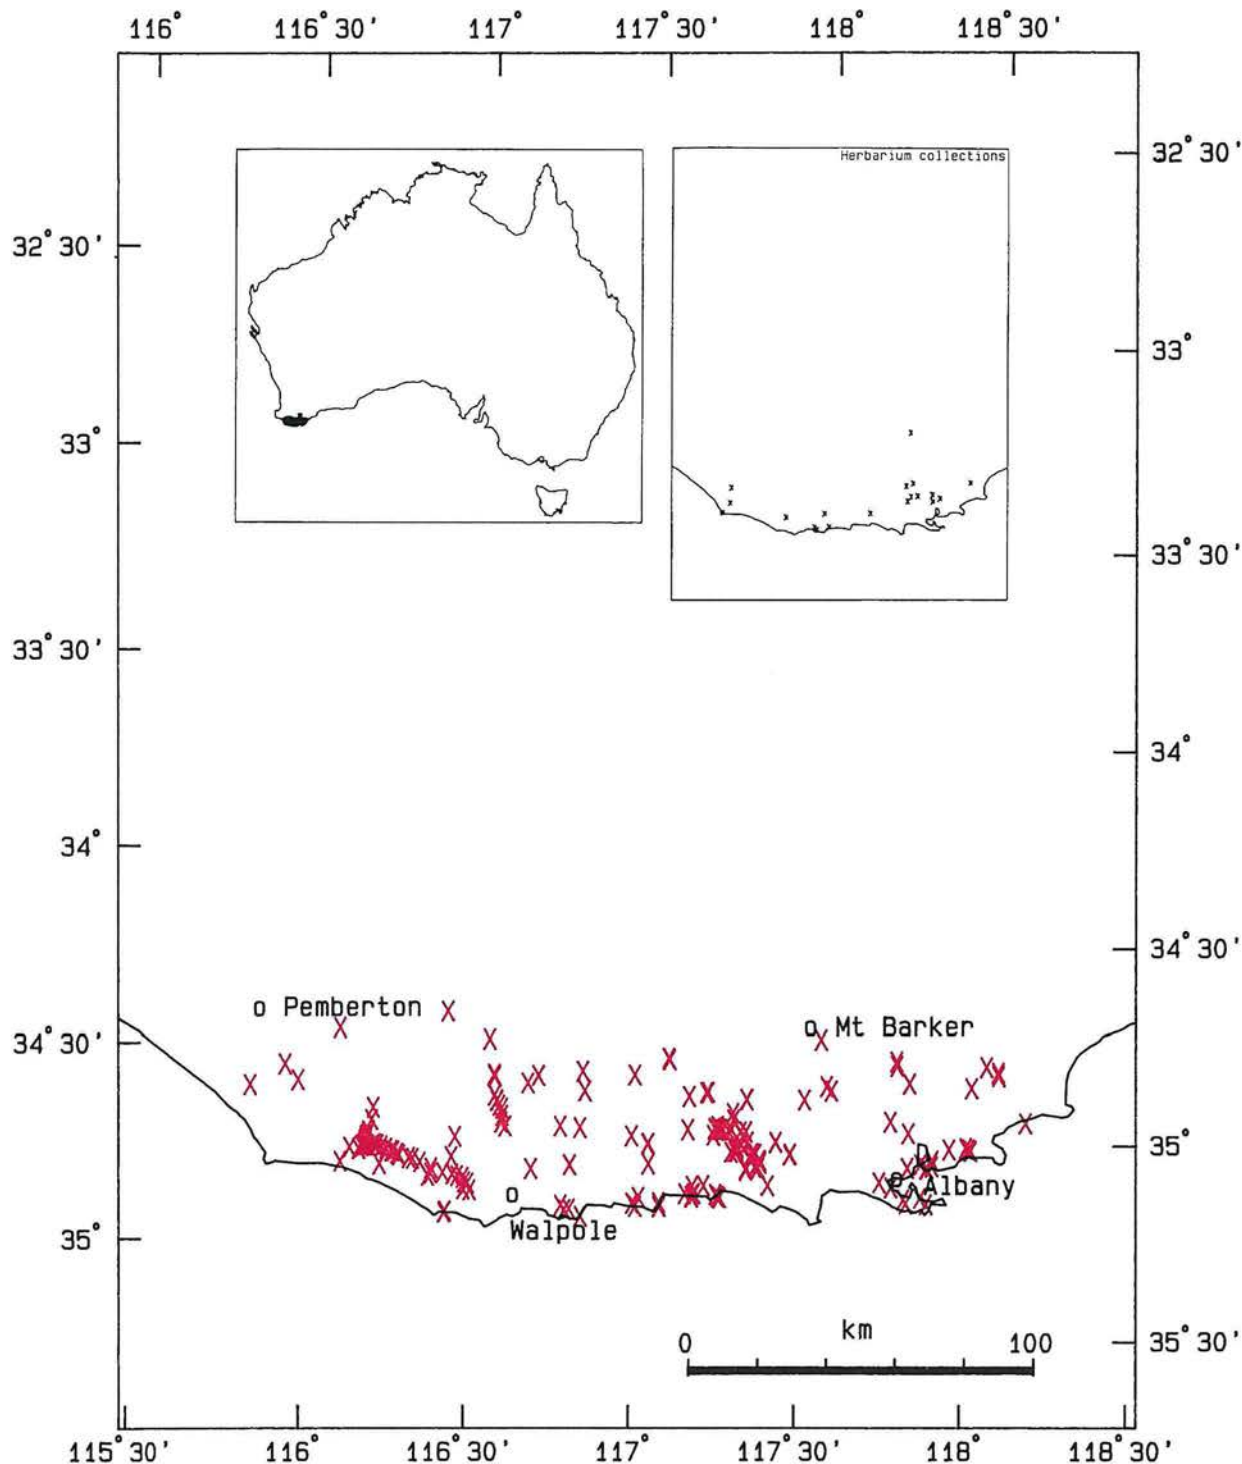 116° 116° 30' 117° 117° 30' 118° 118° 30'
Herbarium collections
32° 30'
32° 30'
33°
33°
33° 30'
33° 30'
34°
34°
34° 30'
Pemberton
Mt Barker
34° 30'
35°
Albany
Walpole
35°
km
0 100
35° 30'
115° 30' 116° 116° 30' 117° 117° 30' 118° 118° 30'